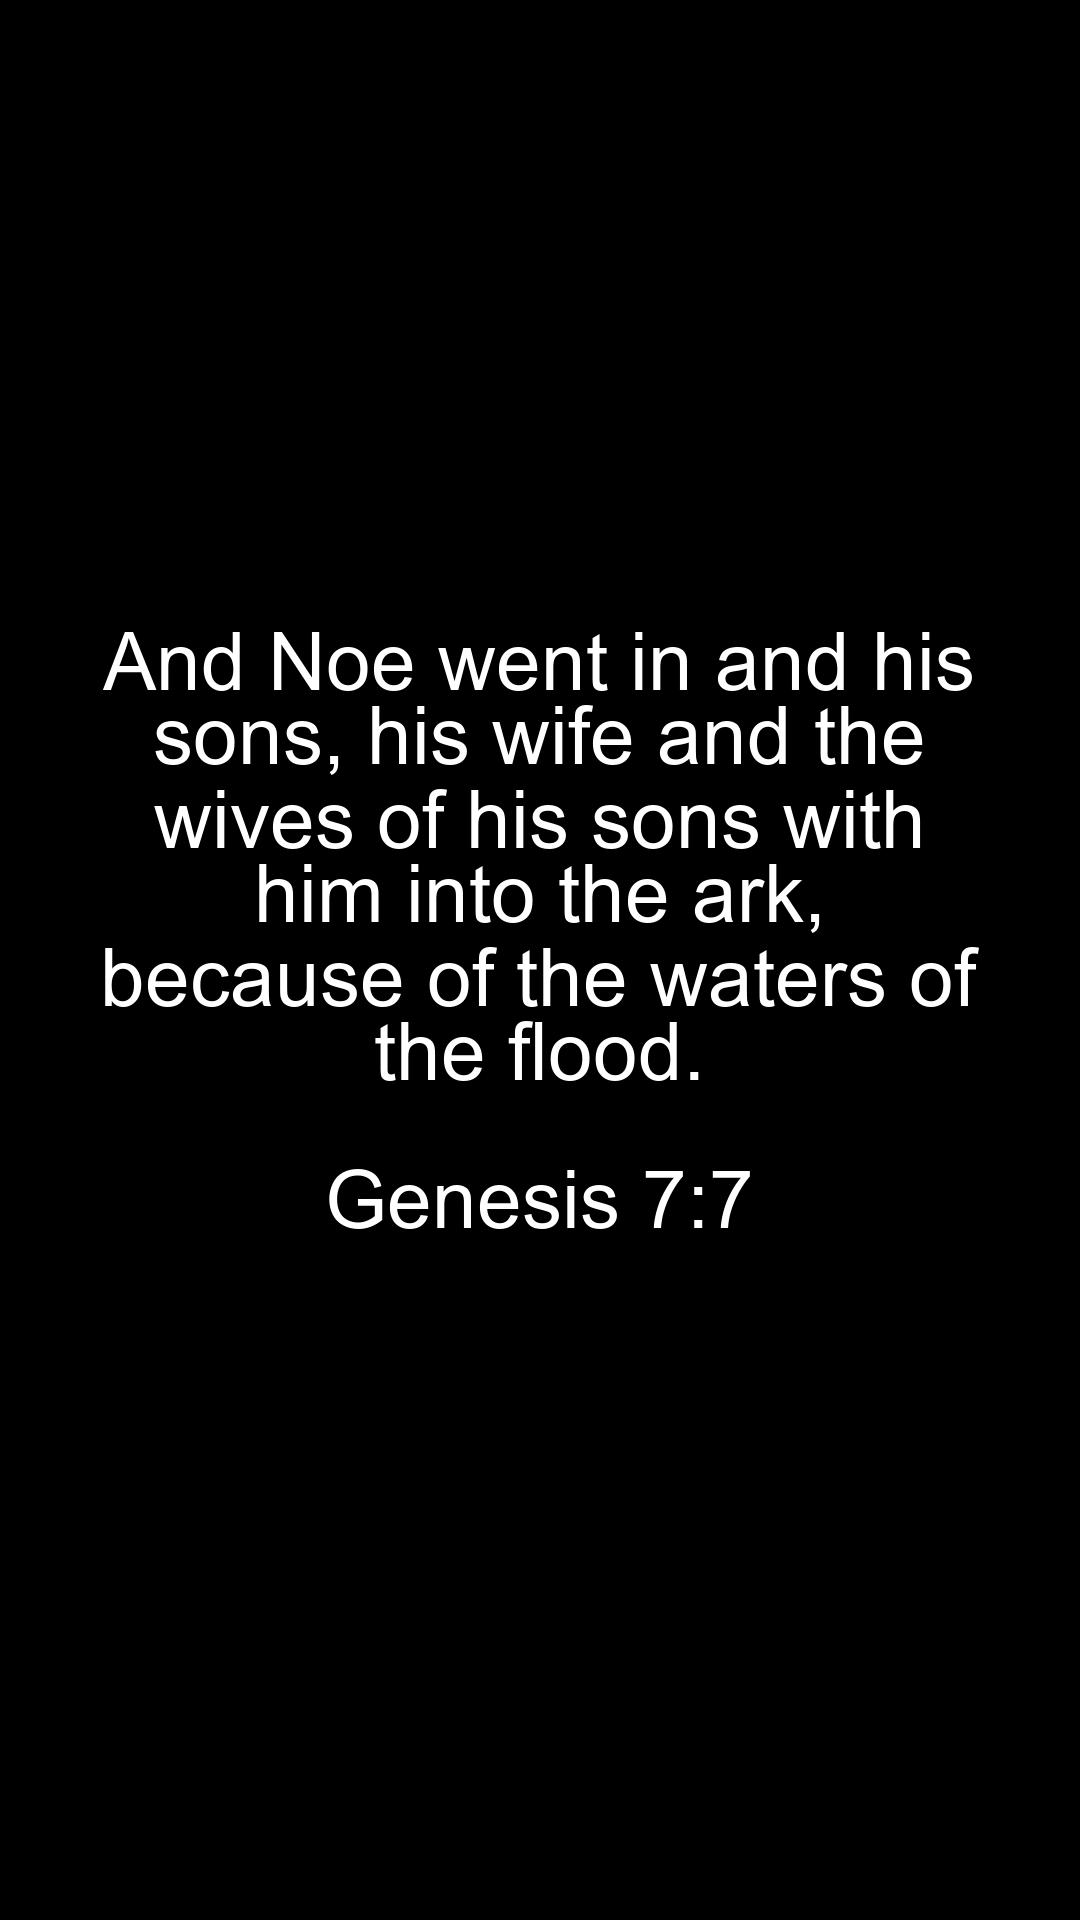 And Noe went in and his
sons, his wife and the
wives of his sons with
him into the ark,
because of the waters of
the flood.
Genesis 7:7